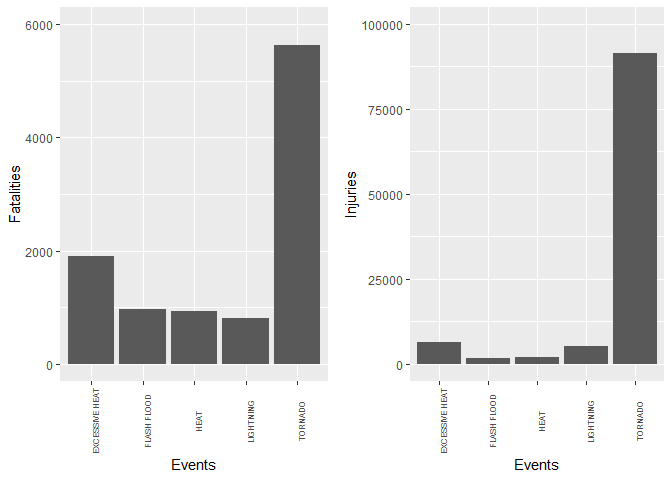 6000
4000
2000
0
Fatalities
EXCESSIVE HEAT
FLASH FLOOD
HEAT
LIGHTNING
TORNADO
Events
100000
75000
50000
25000
0
Injuries
EXCESSIVE HEAT
FLASH FLOOD
HEAT
LIGHTNING
TORNADO
Events